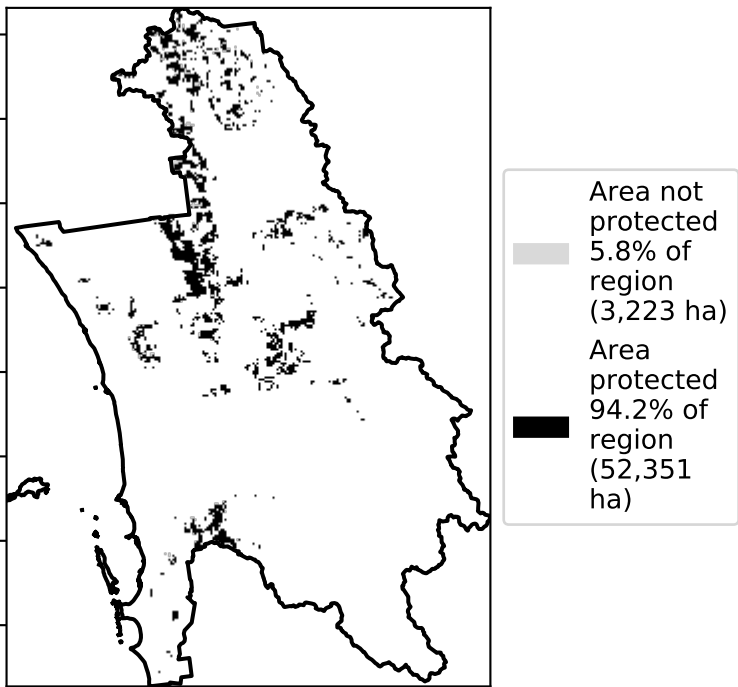 Area not
protected
5.8% of
region
(3,223 ha)
Area
protected
94.2% of
region
(52,351
ha)